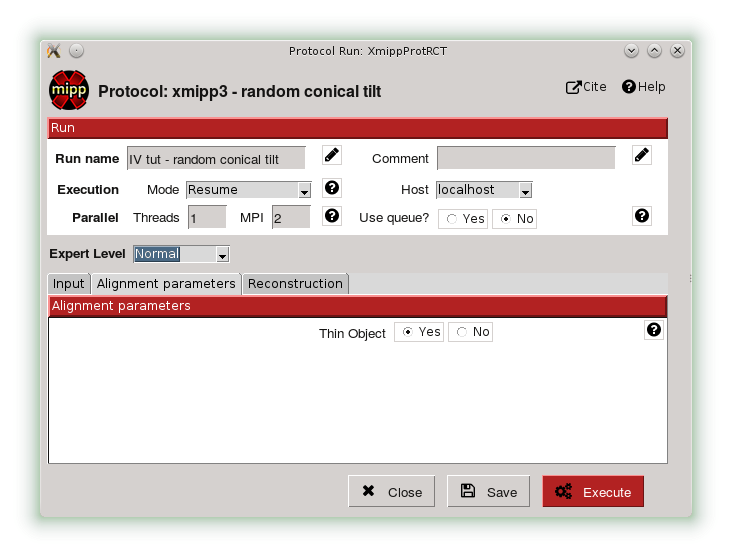 Protocol Run: XmippProtRCT
mipp
Protocol: xmipp3 - random conical tilt
Cite
Help
Run
Run name IV tut - random conical tilt Comment
Execution Mode Resume Host localhost
Parallel Threads 1 MPI 2 Use queue? Yes No
Expert Level Normal
Input Alignment parameters Reconstruction
Alignment parameters
Thin Object Yes No
Close Save Execute